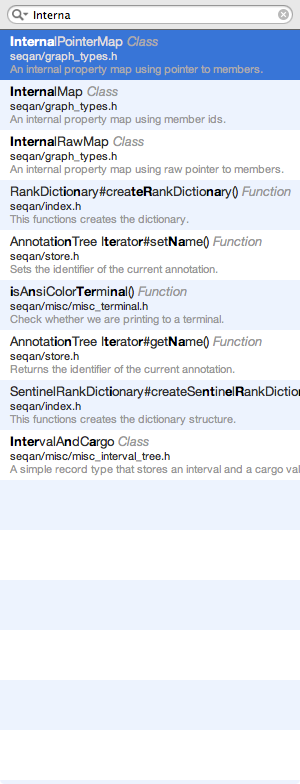 Interna
InternalPointerMap Class
seqan/graph_types.h
An internal property map using pointer to members.
InternalMap Class
seqan/graph_types.h
An internal property map using member ids.
InternalRawMap Class
seqan/graph_types.h
An internal property map using raw pointer to members.
RankDictionary#createRankDictionary() Function
seqan/index.h
This functions creates the dictionary.
AnnotationTree Iterator#setName() Function
seqan/store.h
Sets the identifier of the current annotation.
isAnsiColorTerminal() Function
seqan/misc/misc_terminal.h
Check whether we are printing to a terminal.
AnnotationTree Iterator#getName() Function
seqan/store.h
Returns the identifier of the current annotation.
SentinelRankDictionary#createSentinelRankDiction
seqan/index.h
This functions creates the dictionary structure.
IntervalAndCargo Class
seqan/misc/misc_interval_tree.h
A simple record type that stores an interval and a cargo val